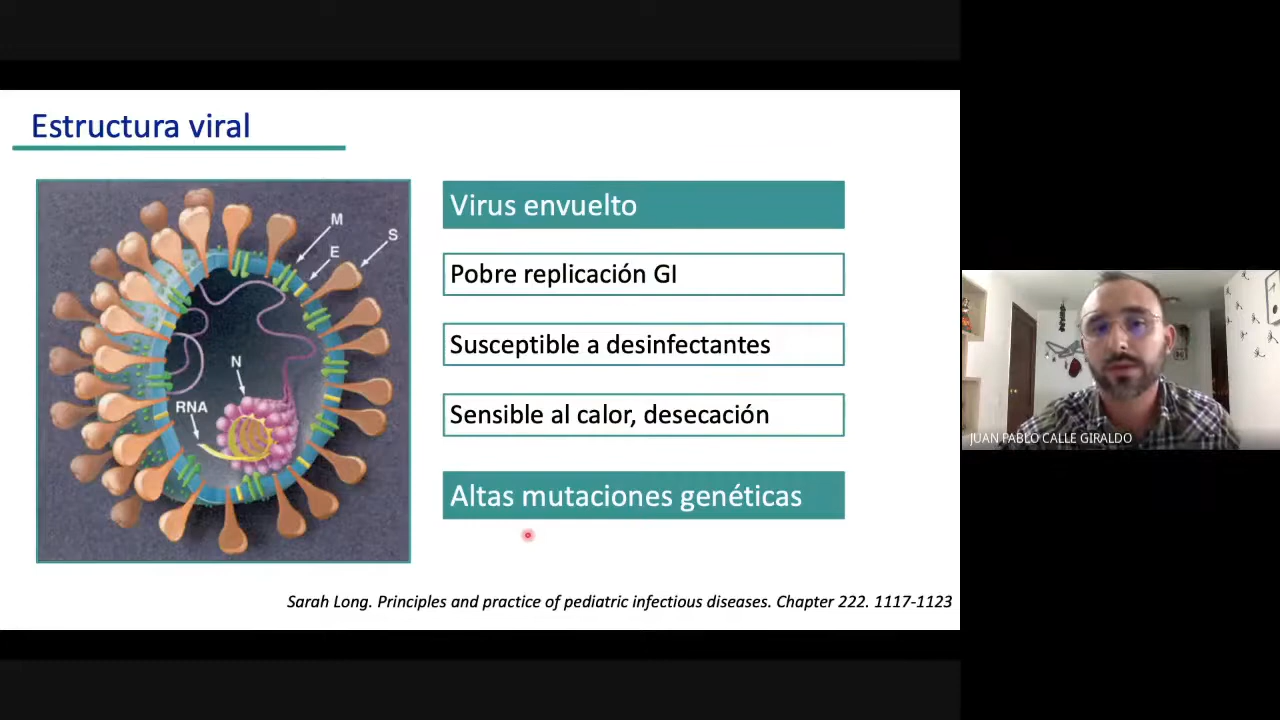 Estructura viral
M
E
S
N
RNA
Virus envuelto
Pobre replicación GI
Susceptible a desinfectantes
Sensible al calor, desecación
Altas mutaciones genéticas
Sarah Long. Principles and practice of pediatric infectious diseases. Chapter 222. 1117-1123
JUAN PABLO CALLE GIRALDO